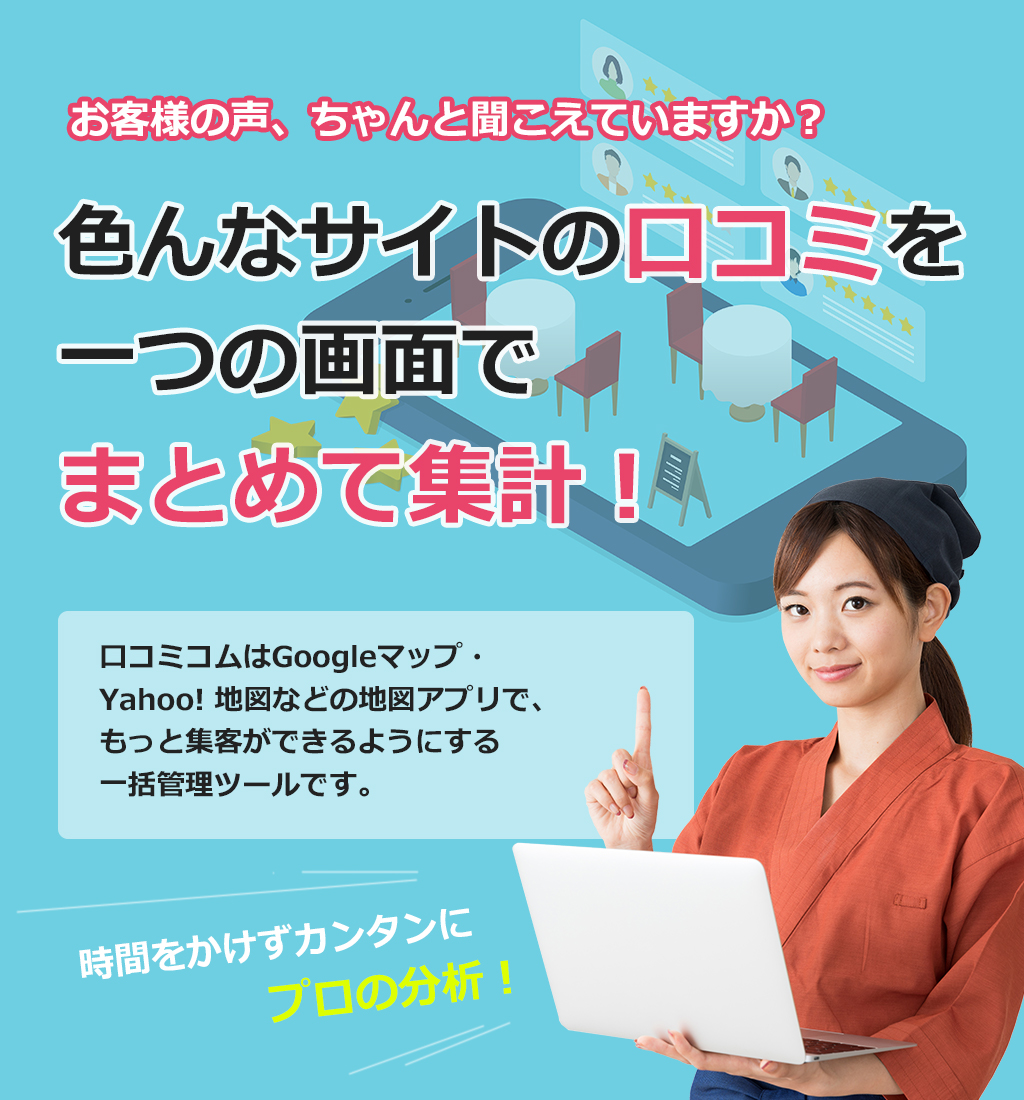 お客様の声、ちゃんと聞こえていますか？
色んなサイトの口コミを
一つの画面で
まとめて集計！
口コミコムはGoogleマップ・
Yahoo! 地図などの地図アプリで、
もっと集客ができるようにする
一括管理ツールです。
時間をかけずカンタンに
プロの分析！